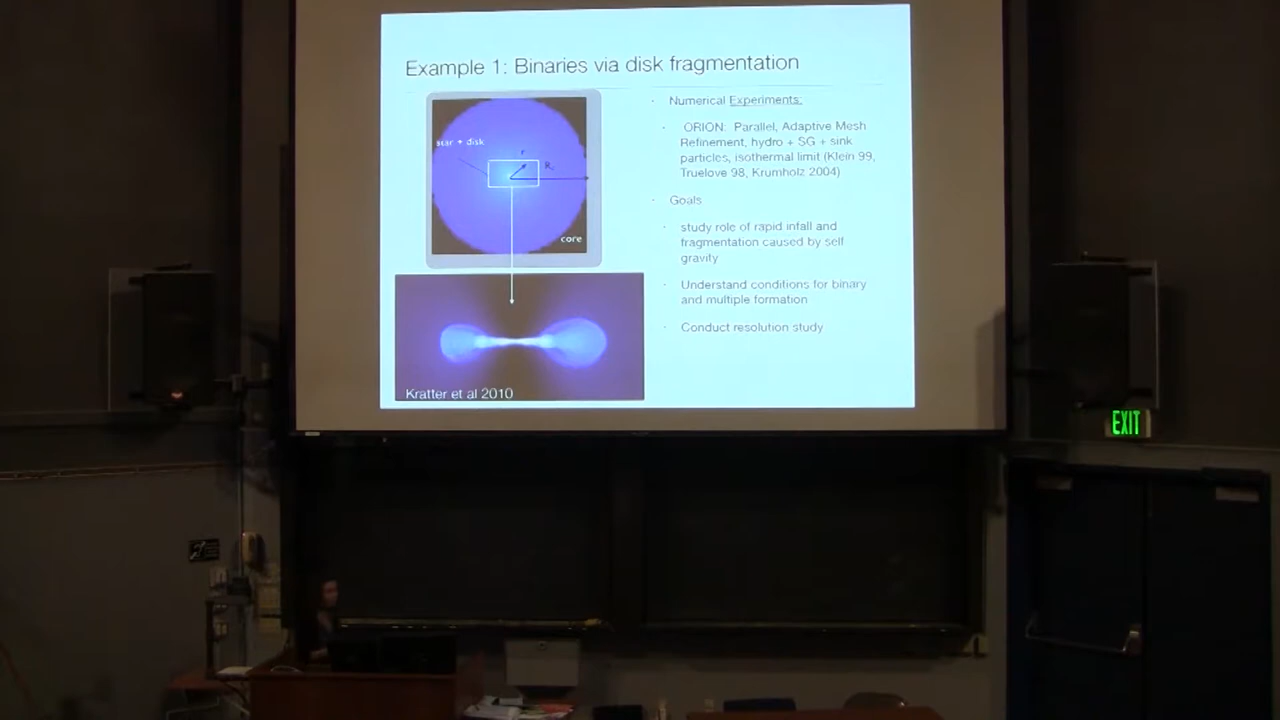 Example 1: Binaries via disk fragmentation
star + disk
r
R
core
Kratter et al 2010
· Numerical Experiments:
· ORION: Parallel, Adaptive Mesh
Refinement, hydro + SG + sink
particles, isothermal limit (Klein 99,
Truelove 98, Krumholz 2004)
· Goals
· study role of rapid infall and
fragmentation caused by self
gravity
· Understand conditions for binary
and multiple formation
· Conduct resolution study
EXIT